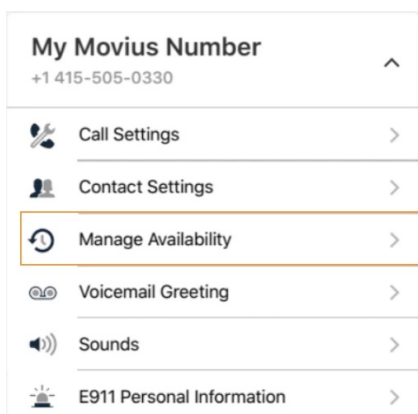 My Movius Number
+1 415-505-0330
Call Settings
Contact Settings
Manage Availability
Voicemail Greeting
Sounds
E911 Personal Information